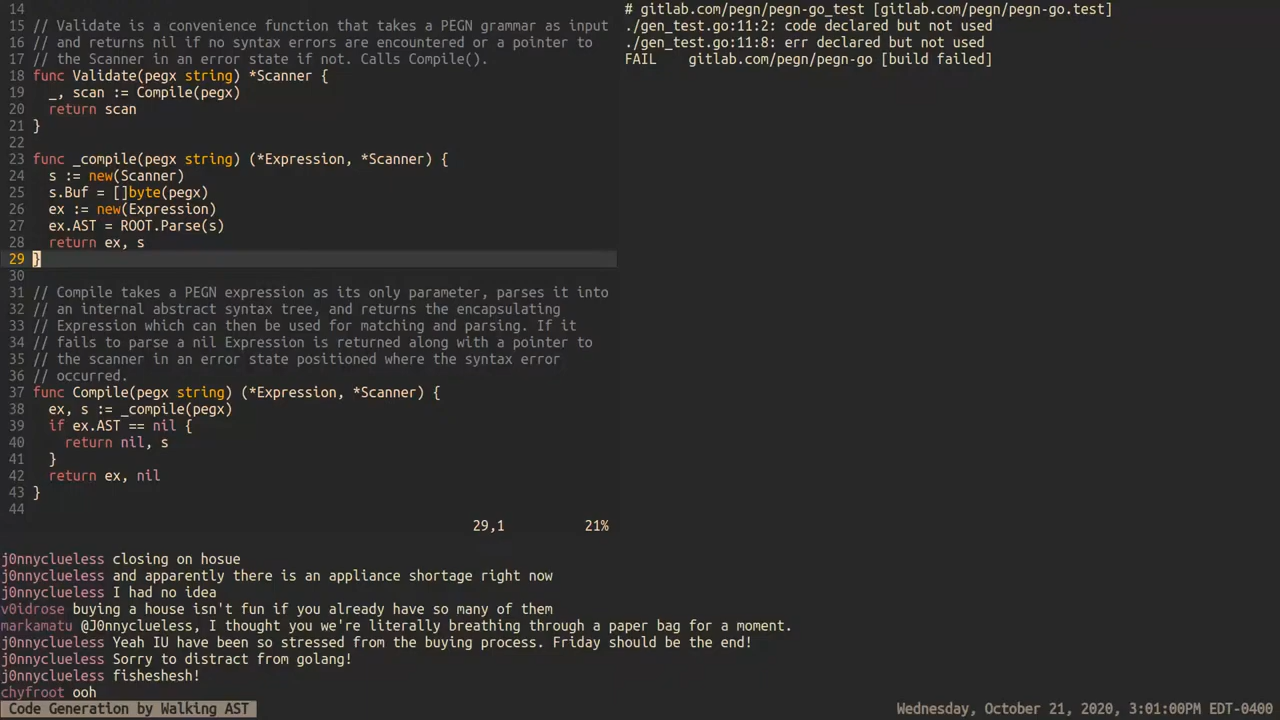 14
15 // Validate is a convenience function that takes a PEGN grammar as input
16 // and returns nil if no syntax errors are encountered or a pointer to
17 // the Scanner in an error state if not. Calls Compile().
18 func Validate(pegx string) *Scanner {
19   _, scan := Compile(pegx)
20   return scan
21 }
22
23 func _compile(pegx string) (*Expression, *Scanner) {
24   s := new(Scanner)
25   s.Buf = []byte(pegx)
26   ex := new(Expression)
27   ex.AST = ROOT.Parse(s)
28   return ex, s
29 }
30
31 // Compile takes a PEGN expression as its only parameter, parses it into
32 // an internal abstract syntax tree, and returns the encapsulating
33 // Expression which can then be used for matching and parsing. If it
34 // fails to parse a nil Expression is returned along with a pointer to
35 // the scanner in an error state positioned where the syntax error
36 // occurred.
37 func Compile(pegx string) (*Expression, *Scanner) {
38   ex, s := _compile(pegx)
39   if ex.AST == nil {
40     return nil, s
41   }
42   return ex, nil
43 }
44
29,1 21%
# gitlab.com/pegn/pegn-go_test [gitlab.com/pegn/pegn-go.test]
./gen_test.go:11:2: code declared but not used
./gen_test.go:11:8: err declared but not used
FAIL    gitlab.com/pegn/pegn-go [build failed]
j0nnyclueless closing on hosue
j0nnyclueless and apparently there is an appliance shortage right now
j0nnyclueless I had no idea
v0idrose buying a house isn't fun if you already have so many of them
markamatu @J0nnyclueless, I thought you we're literally breathing through a paper bag for a moment.
j0nnyclueless Yeah IU have been so stressed from the buying process. Friday should be the end!
j0nnyclueless Sorry to distract from golang!
j0nnyclueless fisheshesh!
chyfroot ooh
Code Generation by Walking AST
Wednesday, October 21, 2020, 3:01:00PM EDT-0400